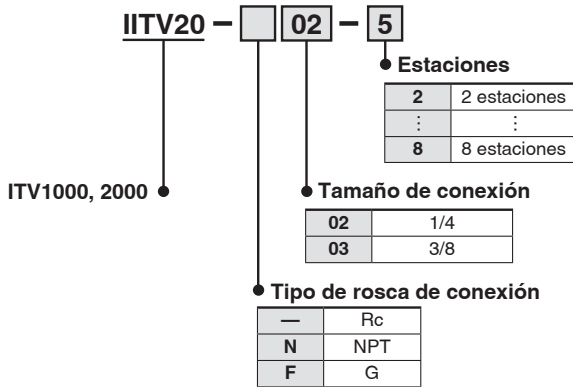 IITV20 – 02 – 5
Estaciones
2 2 estaciones
⋮ ⋮
8 8 estaciones
ITV1000, 2000
Tamaño de conexión
02 1/4
03 3/8
Tipo de rosca de conexión
— Rc
N NPT
F G